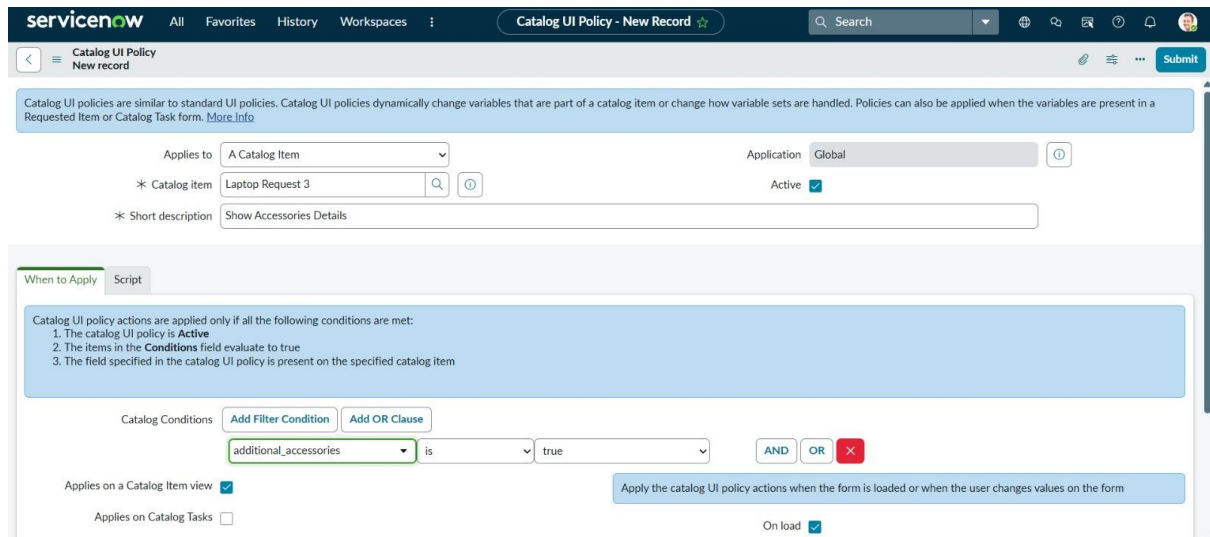 servicenow All Favorites History Workspaces Catalog UI Policy - New Record Search
Catalog UI Policy
New record
Submit
Catalog UI policies are similar to standard UI policies. Catalog UI policies dynamically change variables that are part of a catalog item or change how variable sets are handled. Policies can also be applied when the variables are present in a
Requested Item or Catalog Task form. More Info
Applies to A Catalog Item Application Global
Catalog item Laptop Request 3 Active
Short description Show Accessories Details
When to Apply Script
Catalog UI policy actions are applied only if all the following conditions are met:
1. The catalog UI policy is Active
2. The items in the Conditions field evaluate to true
3. The field specified in the catalog UI policy is present on the specified catalog item
Catalog Conditions Add Filter Condition Add OR Clause
additional_accessories is true AND OR
Applies on a Catalog Item view Apply the catalog UI policy actions when the form is loaded or when the user changes values on the form
Applies on Catalog Tasks On load